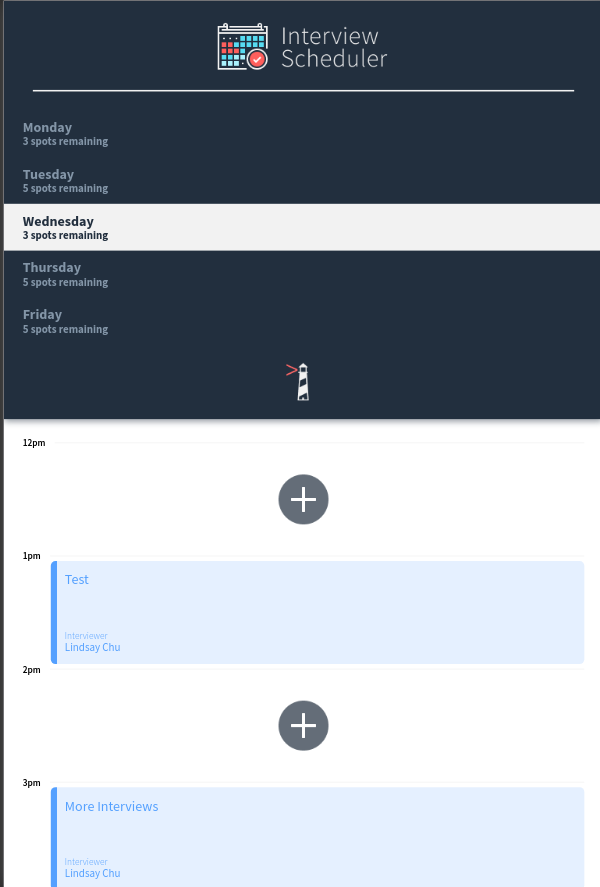 Interview
Scheduler
Monday
3 spots remaining
Tuesday
5 spots remaining
Wednesday
3 spots remaining
Thursday
5 spots remaining
Friday
5 spots remaining
12pm
1pm
Test
Interviewer
Lindsay Chu
2pm
3pm
More Interviews
Interviewer
Lindsay Chu